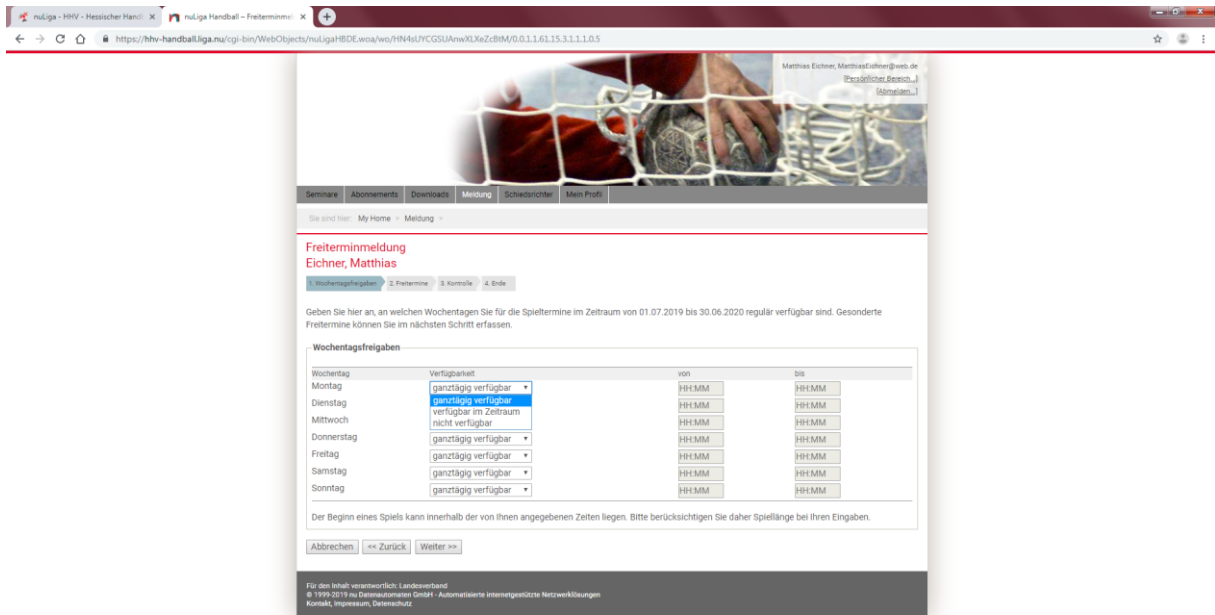 nuLiga - HHV - Hessischer Handb
nuLiga Handball – Freiterminmel
https://hhv-handball.liga.nu/cgi-bin/WebObjects/nuLigaHBDE.woa/wo/HN4sUYCGSUAnwXLXeZcBtM/0.0.1.1.61.15.3.1.1.1.0.5
Matthias Eichner, MatthiasEichner@web.de
[Persönlicher Bereich...]
[Abmelden...]
Seminare Abonnements Downloads Meldung Schiedsrichter Mein Profil
Sie sind hier: My Home > Meldung >
Freiterminmeldung
Eichner, Matthias
1. Wochentagsfreigaben 2. Freitermine 3. Kontrolle 4. Ende
Geben Sie hier an, an welchen Wochentagen Sie für die Spieltermine im Zeitraum von 01.07.2019 bis 30.06.2020 regulär verfügbar sind. Gesonderte
Freitermine können Sie im nächsten Schritt erfassen.
Wochentagsfreigaben
Wochentag Verfügbarkeit von bis
Montag ganztägig verfügbar HH:MM HH:MM
Dienstag ganztägig verfügbar HH:MM HH:MM
verfügbar im Zeitraum
Mittwoch nicht verfügbar HH:MM HH:MM
Donnerstag ganztägig verfügbar HH:MM HH:MM
Freitag ganztägig verfügbar HH:MM HH:MM
Samstag ganztägig verfügbar HH:MM HH:MM
Sonntag ganztägig verfügbar HH:MM HH:MM
Der Beginn eines Spiels kann innerhalb der von Ihnen angegebenen Zeiten liegen. Bitte berücksichtigen Sie daher Spiellänge bei Ihren Eingaben.
Abbrechen << Zurück Weiter >>
Für den Inhalt verantwortlich: Landesverband
© 1999-2019 nu Datenautomaten GmbH - Automatisierte internetgestützte Netzwerklösungen
Kontakt, Impressum, Datenschutz